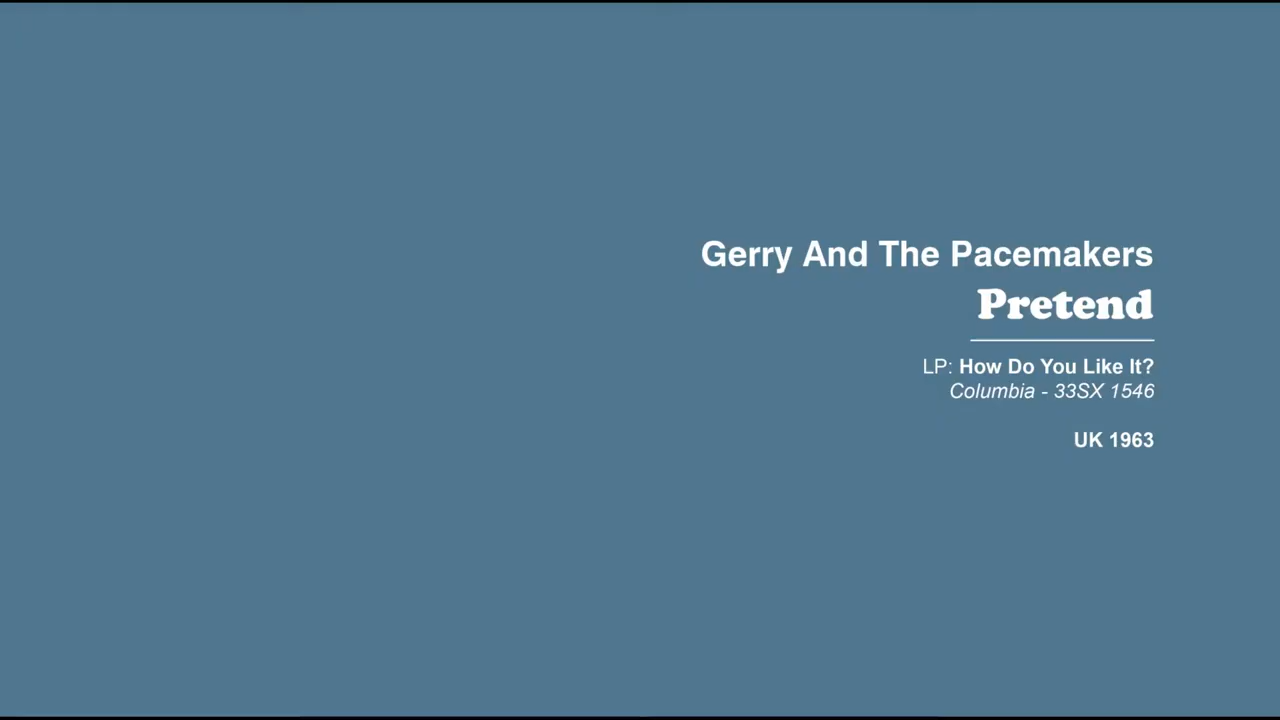 Gerry And The Pacemakers
Pretend
LP: How Do You Like It?
Columbia - 33SX 1546
UK 1963